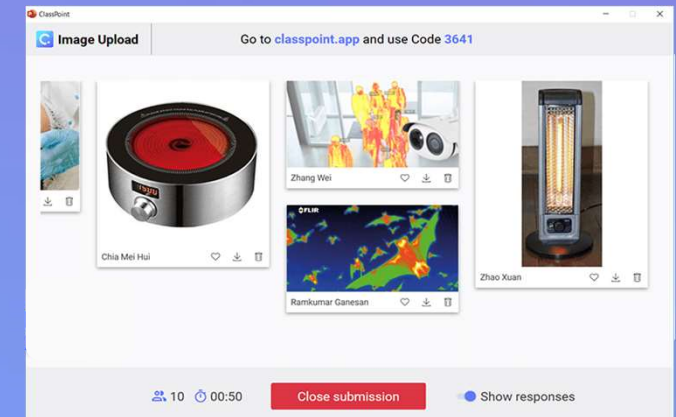 ClassPoint
Image Upload
Go to classpoint.app and use Code 3641
Chia Mei Hui
Zhang Wei
FLIR
Ramkumar Ganesan
Zhao Xuan
10
00:50
Close submission
Show responses